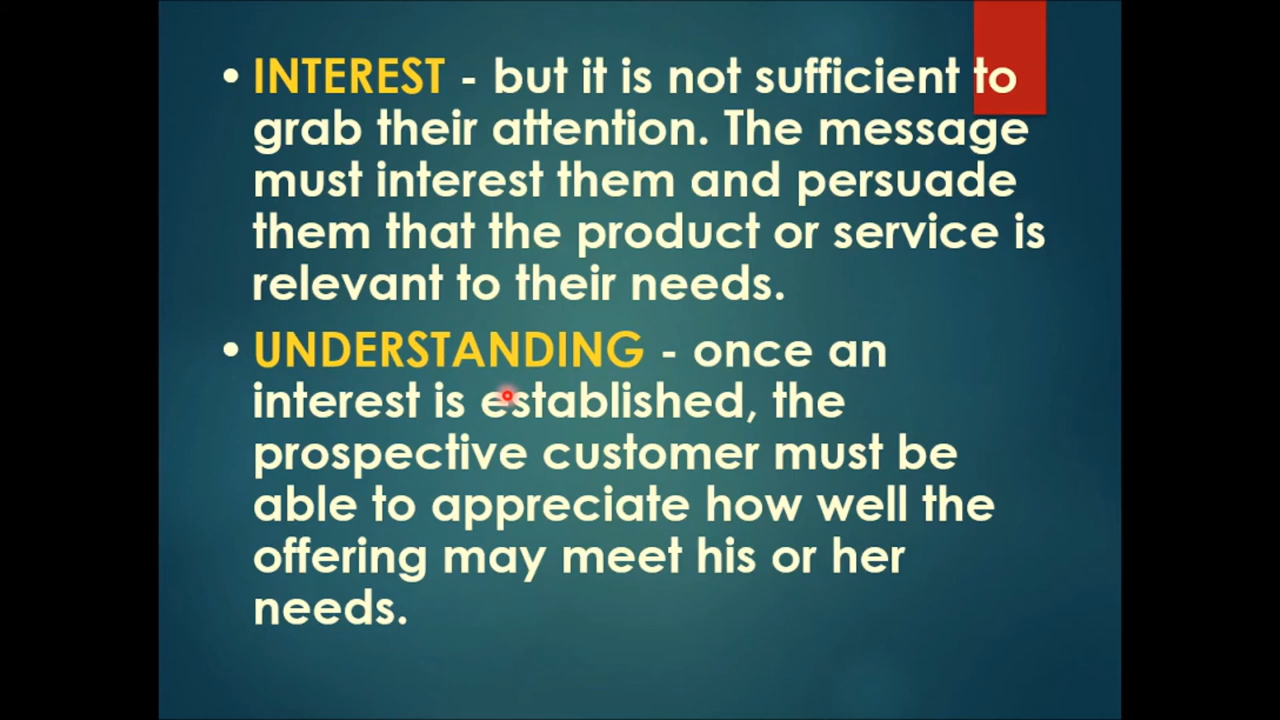 • INTEREST - but it is not sufficient to
grab their attention. The message
must interest them and persuade
them that the product or service is
relevant to their needs.
• UNDERSTANDING - once an
interest is established, the
prospective customer must be
able to appreciate how well the
offering may meet his or her
needs.